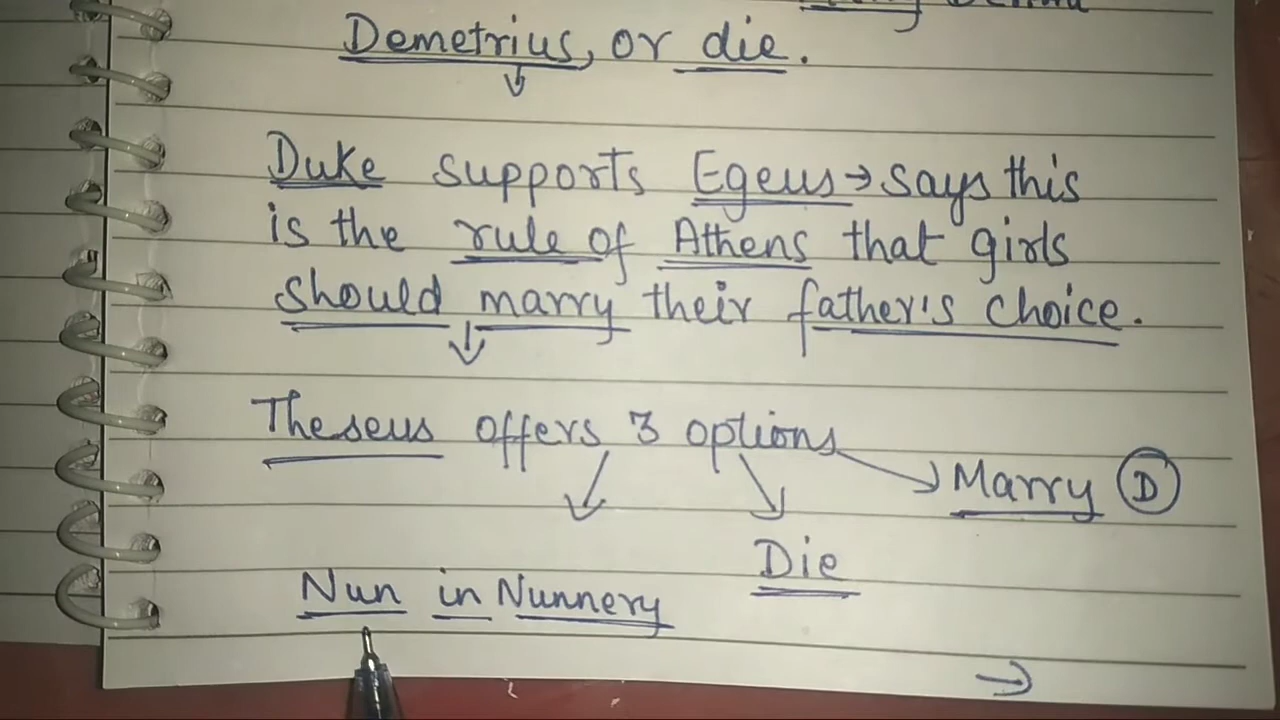 Demetrius, or die.
↓
Duke supports Egeus → says this
is the rule of Athens that girls
should marry their father's choice.
↓
Theseus offers 3 options
→ Marry Ⓓ
↓ ↓
Die
Nun in Nunnery
→